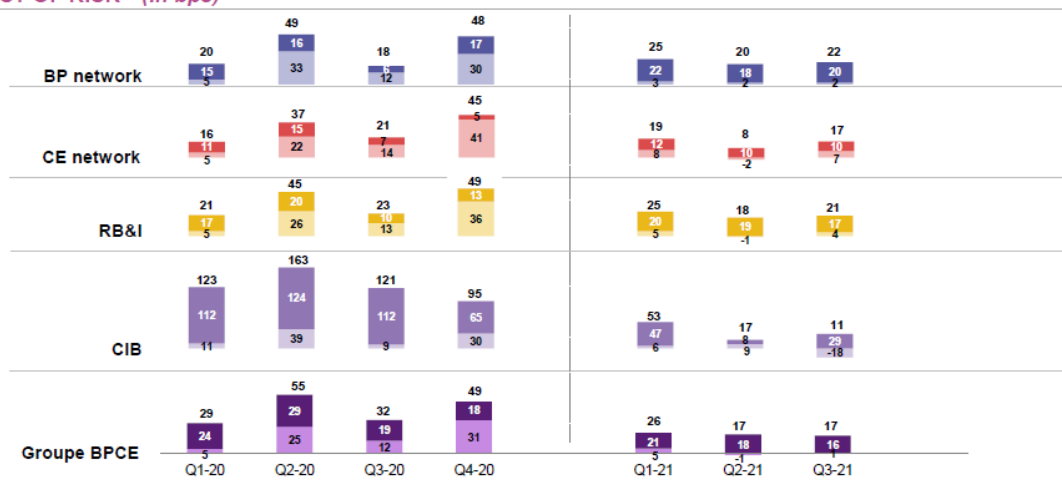 (in bps)
49 48
20 16 18 17 25 20 22
BP network 15 33 6 30 22 18 20
5 12 3 2 2
45
37 5
16 15 21 19 8 17
CE network 11 22 7 41 12 10 10
5 14 8 -2 7
45 49
21 20 23 13 25 18 21
RB&I 17 26 10 36 20 19 17
5 13 5 -1 4
163
123 124 121 95
112 112 65 53 17 11
CIB 11 39 9 30 47 8 29
6 9 -18
55 49
29 29 32 18 26 17 17
Groupe BPCE 24 25 19 31 21 18 16
5 12 5 -1 1
Q1-20 Q2-20 Q3-20 Q4-20 Q1-21 Q2-21 Q3-21